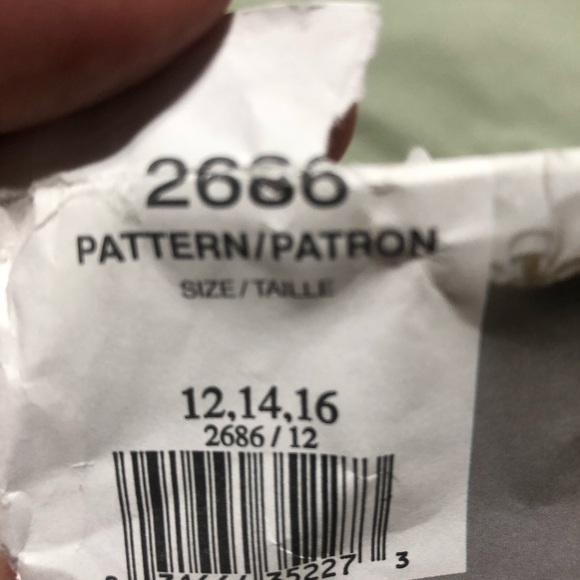 2686
PATTERN/PATRON
SIZE/TAILLE
12,14,16
2686/12
35227 3